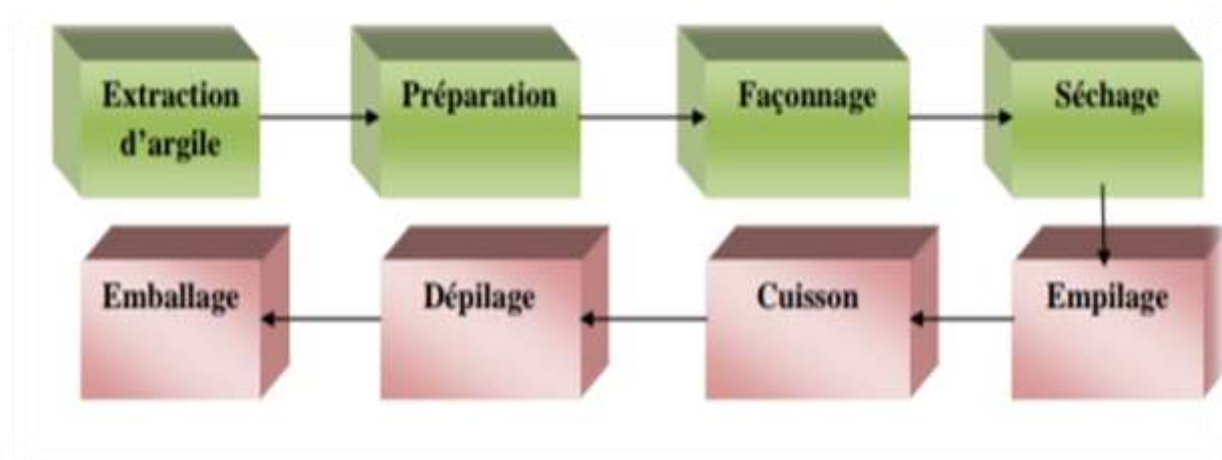 Extraction
d'argile
Préparation
Façonnage
Séchage
Empilage
Cuisson
Dépilage
Emballage